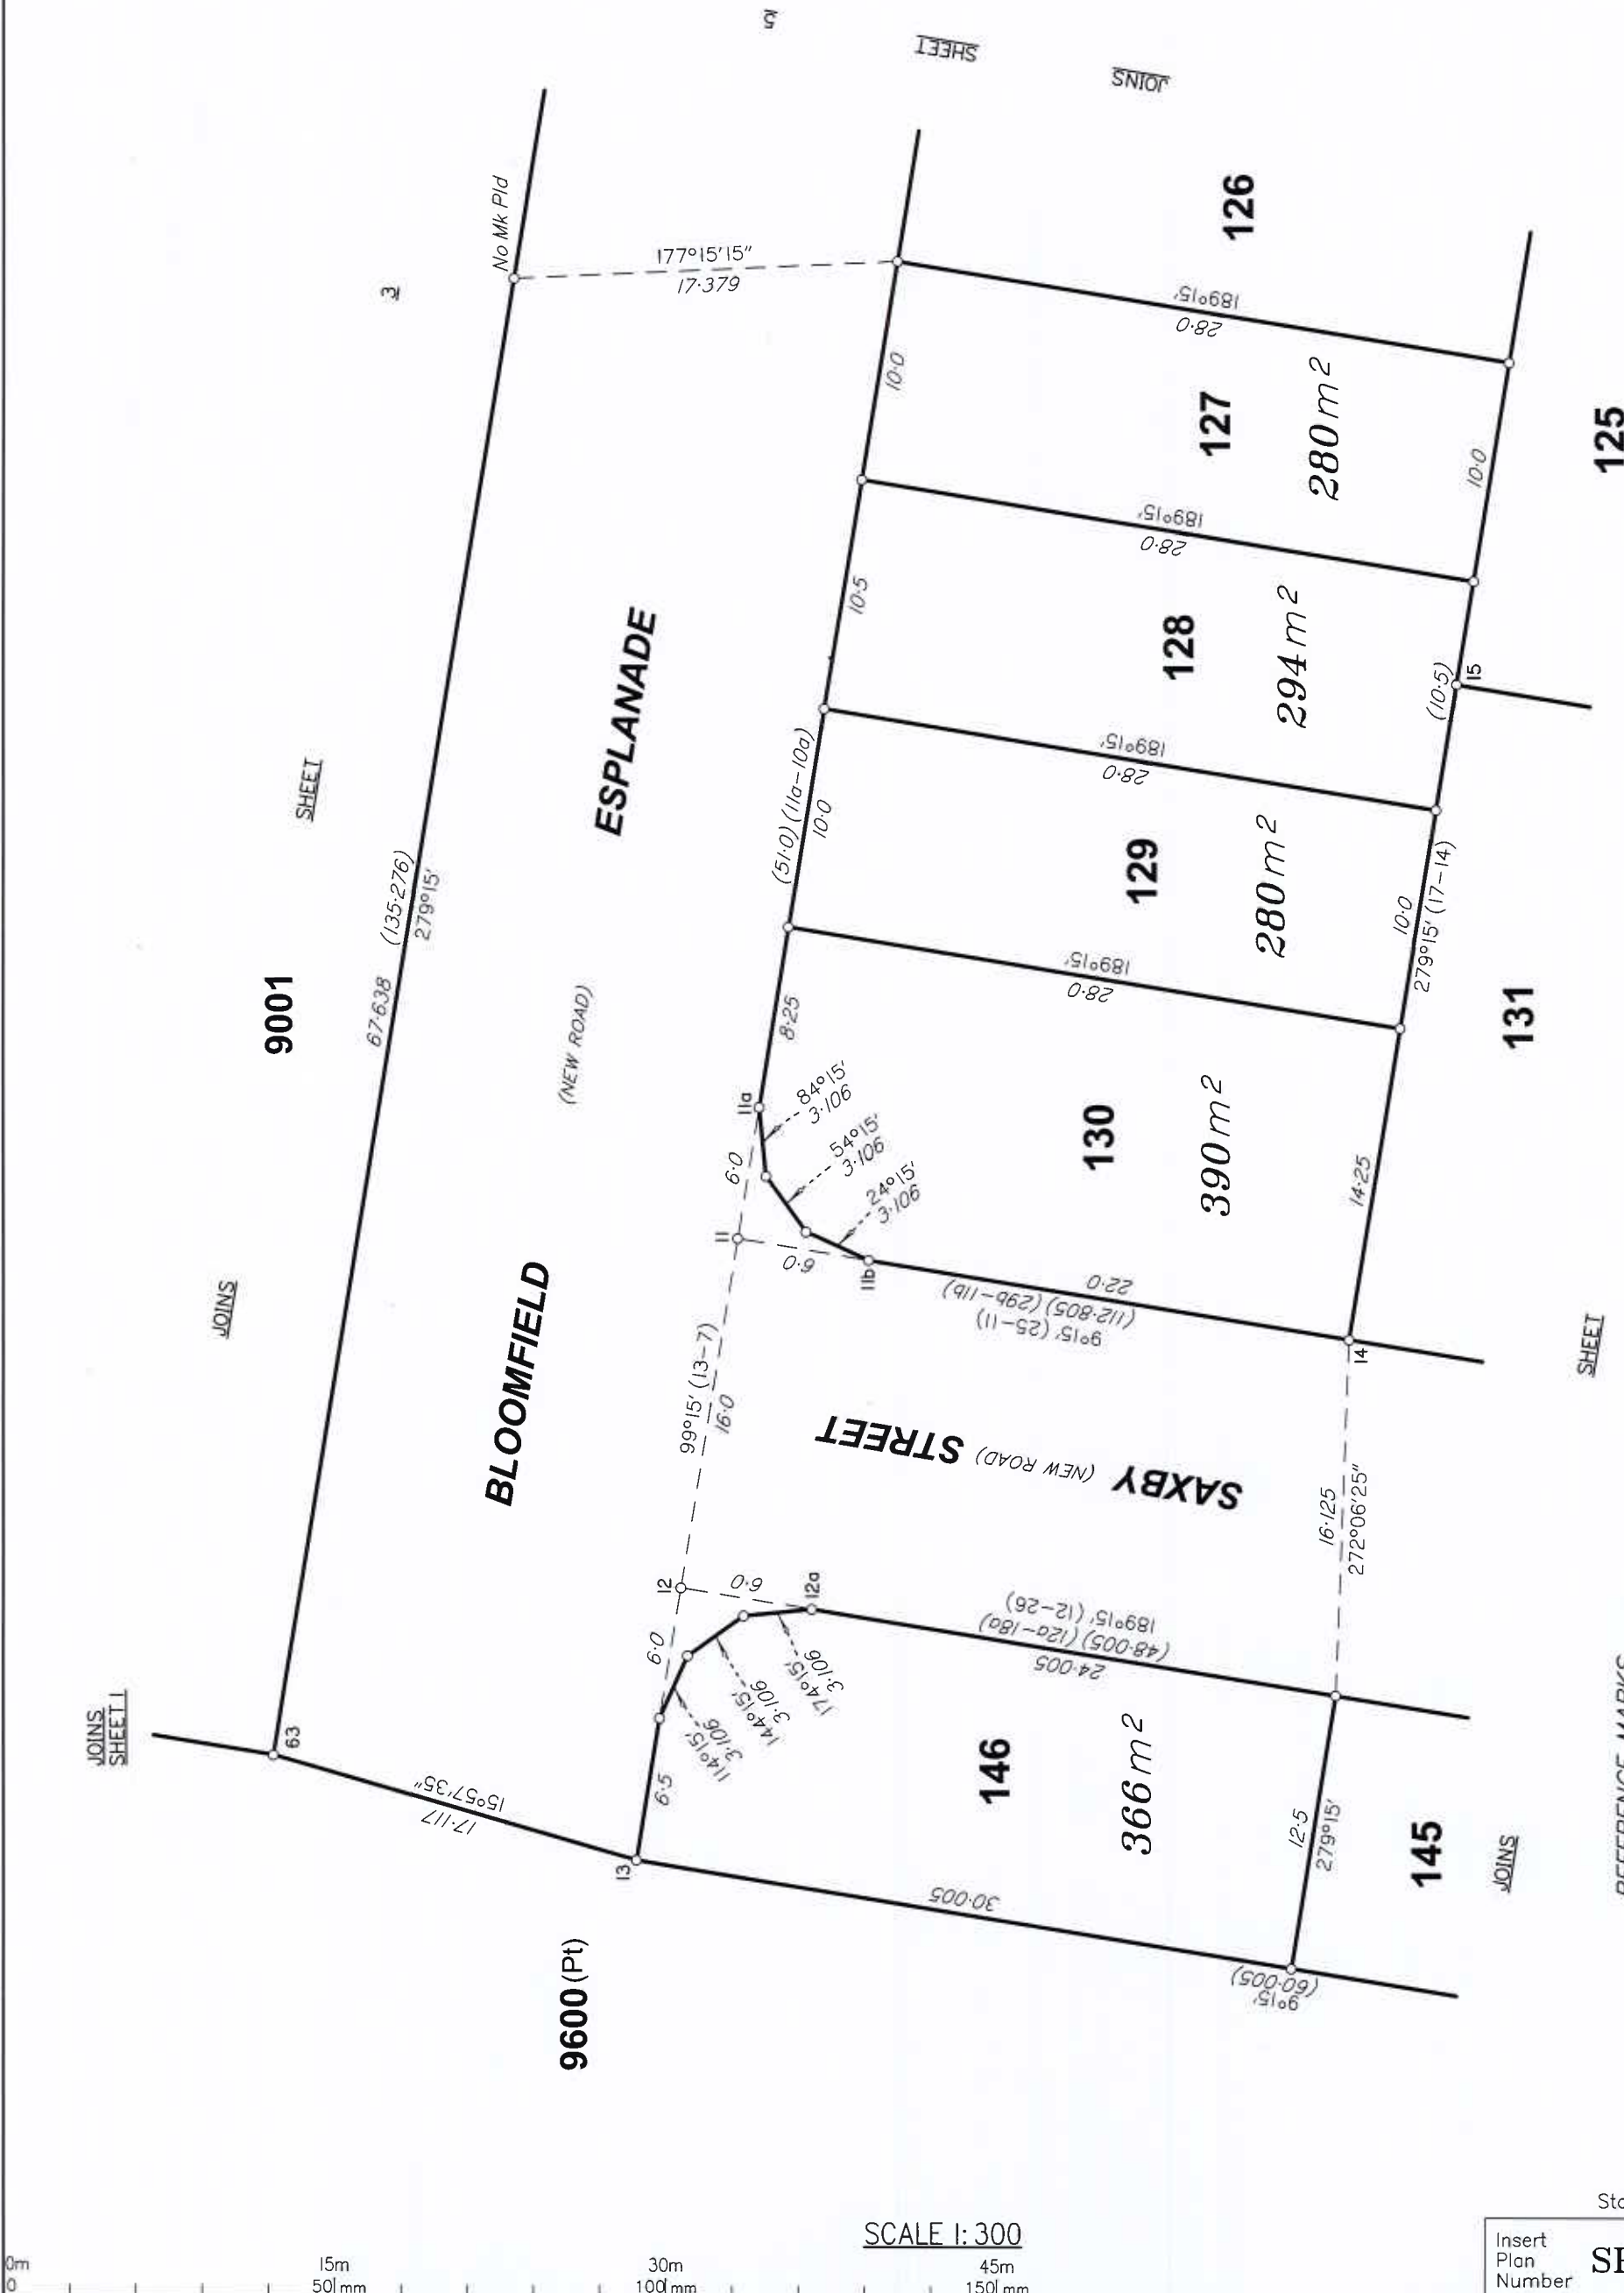 5
SHEET
JOINS
No Mk Pld
177°15'15"
17·379
3
SHEET
JOINS
9001
67·638
(135·276)
279°15'
BLOOMFIELD
ESPLANADE
(NEW ROAD)
126
189°15'
28·0
10·0
127
280m²
10·0
125
189°15'
28·0
10·5
128
294m²
(10·5)
15
189°15'
28·0
(51·0) (11a-10a)
10·0
129
280m²
10·0
279°15' (17-14)
131
189°15'
28·0
8·25
11a
84°15'
3·106
54°15'
3·106
24°15'
3·106
6·0
11
6·0
11b
130
390m²
14·25
22·0
(112·805) (29b-11b)
9°15' (25-11)
14
SHEET
99°15' (13-7)
16·0
SAXBY (NEW ROAD) STREET
16·125
272°06'25"
12
6·0
12a
6·0
174°15'
3·106
144°15'
3·106
114°15'
3·106
6·5
189°15' (12-26)
(48·005) (12a-18a)
24·005
146
366m²
12·5
279°15'
145
JOINS
JOINS
SHEET 1
63
15°57'35"
17·117
13
30·005
(60·005)
9°15'
9600 (Pt)
SCALE 1:300
0m
15m
30m
45m
0
50mm
100mm
150mm
Insert
Plan
Number